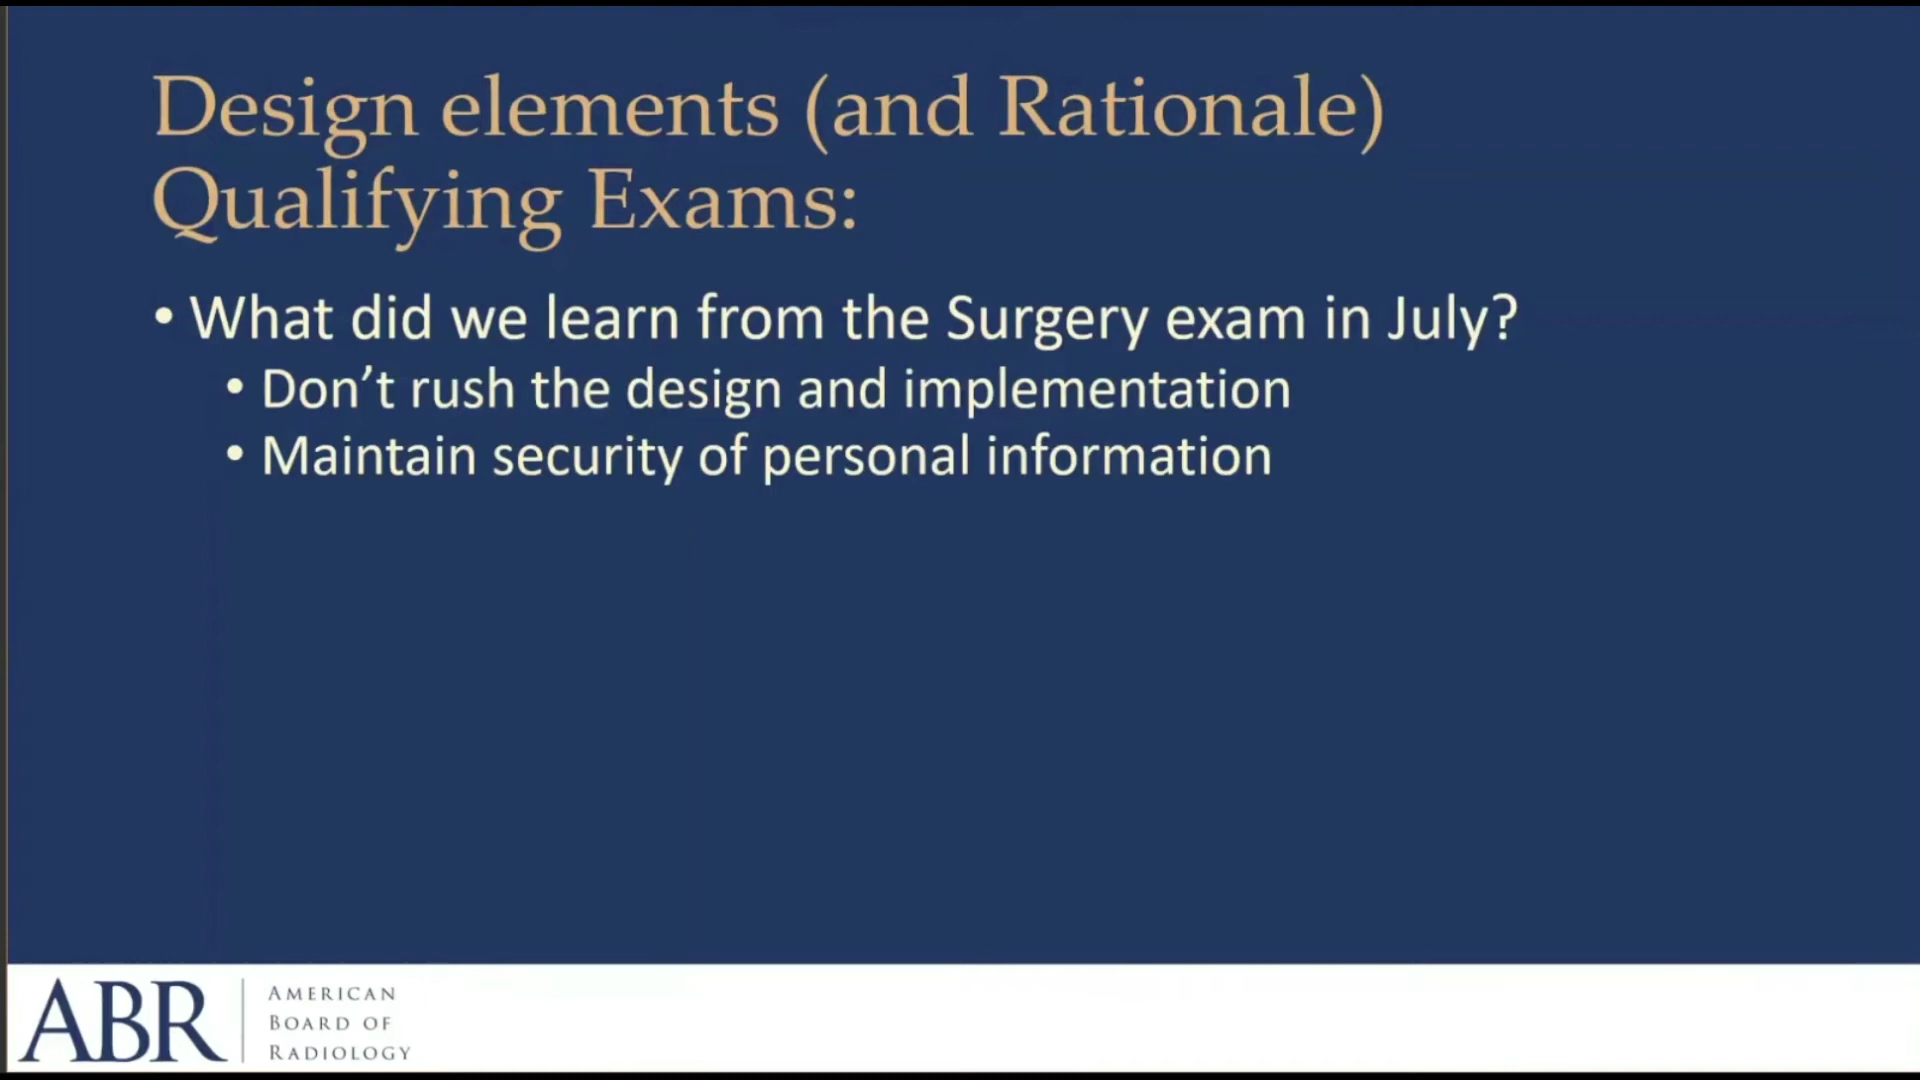 Design elements (and Rationale)
Qualifying Exams:
• What did we learn from the Surgery exam in July?
• Don’t rush the design and implementation
• Maintain security of personal information
ABR
AMERICAN
BOARD OF
RADIOLOGY